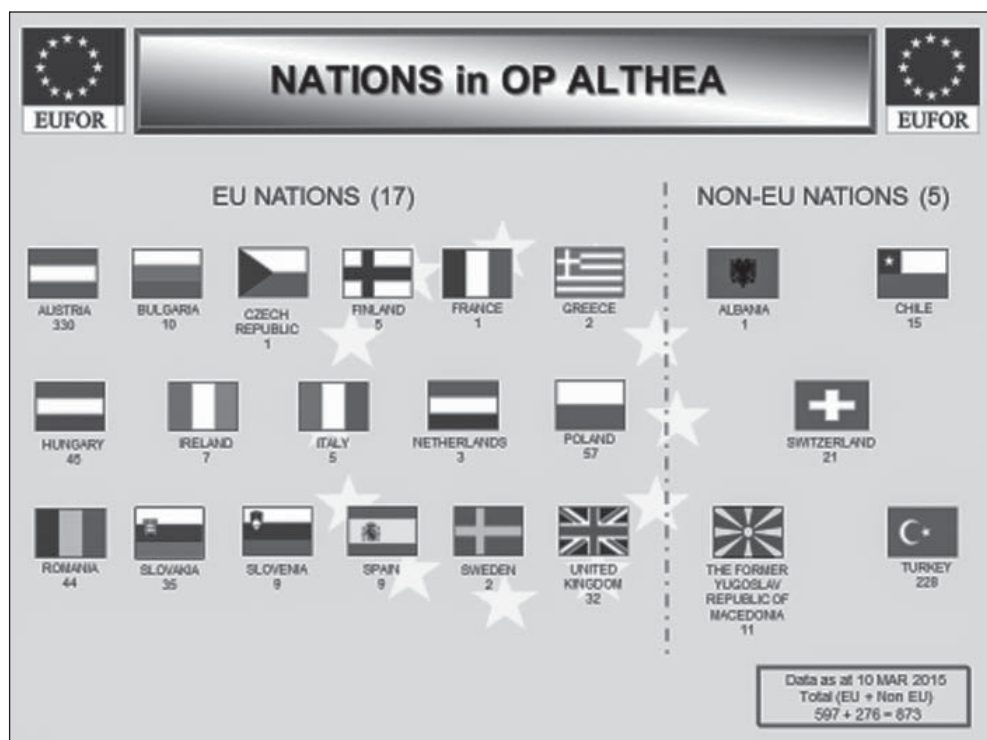 NATIONS in OP ALTHEA
EUFOR
EUFOR
EU NATIONS (17)
NON-EU NATIONS (5)
AUSTRIA
330
BULGARIA
10
CZECH
REPUBLIC
1
FINLAND
5
FRANCE
1
GREECE
2
ALBANIA
1
CHILE
15
HUNGARY
45
IRELAND
7
ITALY
5
NETHERLANDS
3
POLAND
57
SWITZERLAND
21
ROMANIA
44
SLOVAKIA
35
SLOVENIA
9
SPAIN
9
SWEDEN
2
UNITED
KINGDOM
32
THE FORMER
YUGOSLAV
REPUBLIC OF
MACEDONIA
11
TURKEY
228
Data as at 10 MAR 2015
Total (EU + Non EU)
597 + 276 = 873